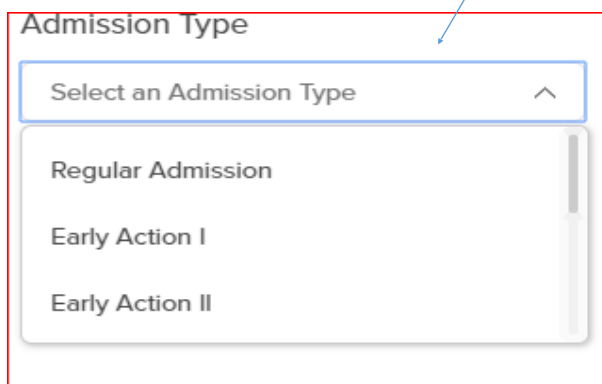 Admission Type
Select an Admission Type
Regular Admission
Early Action I
Early Action II